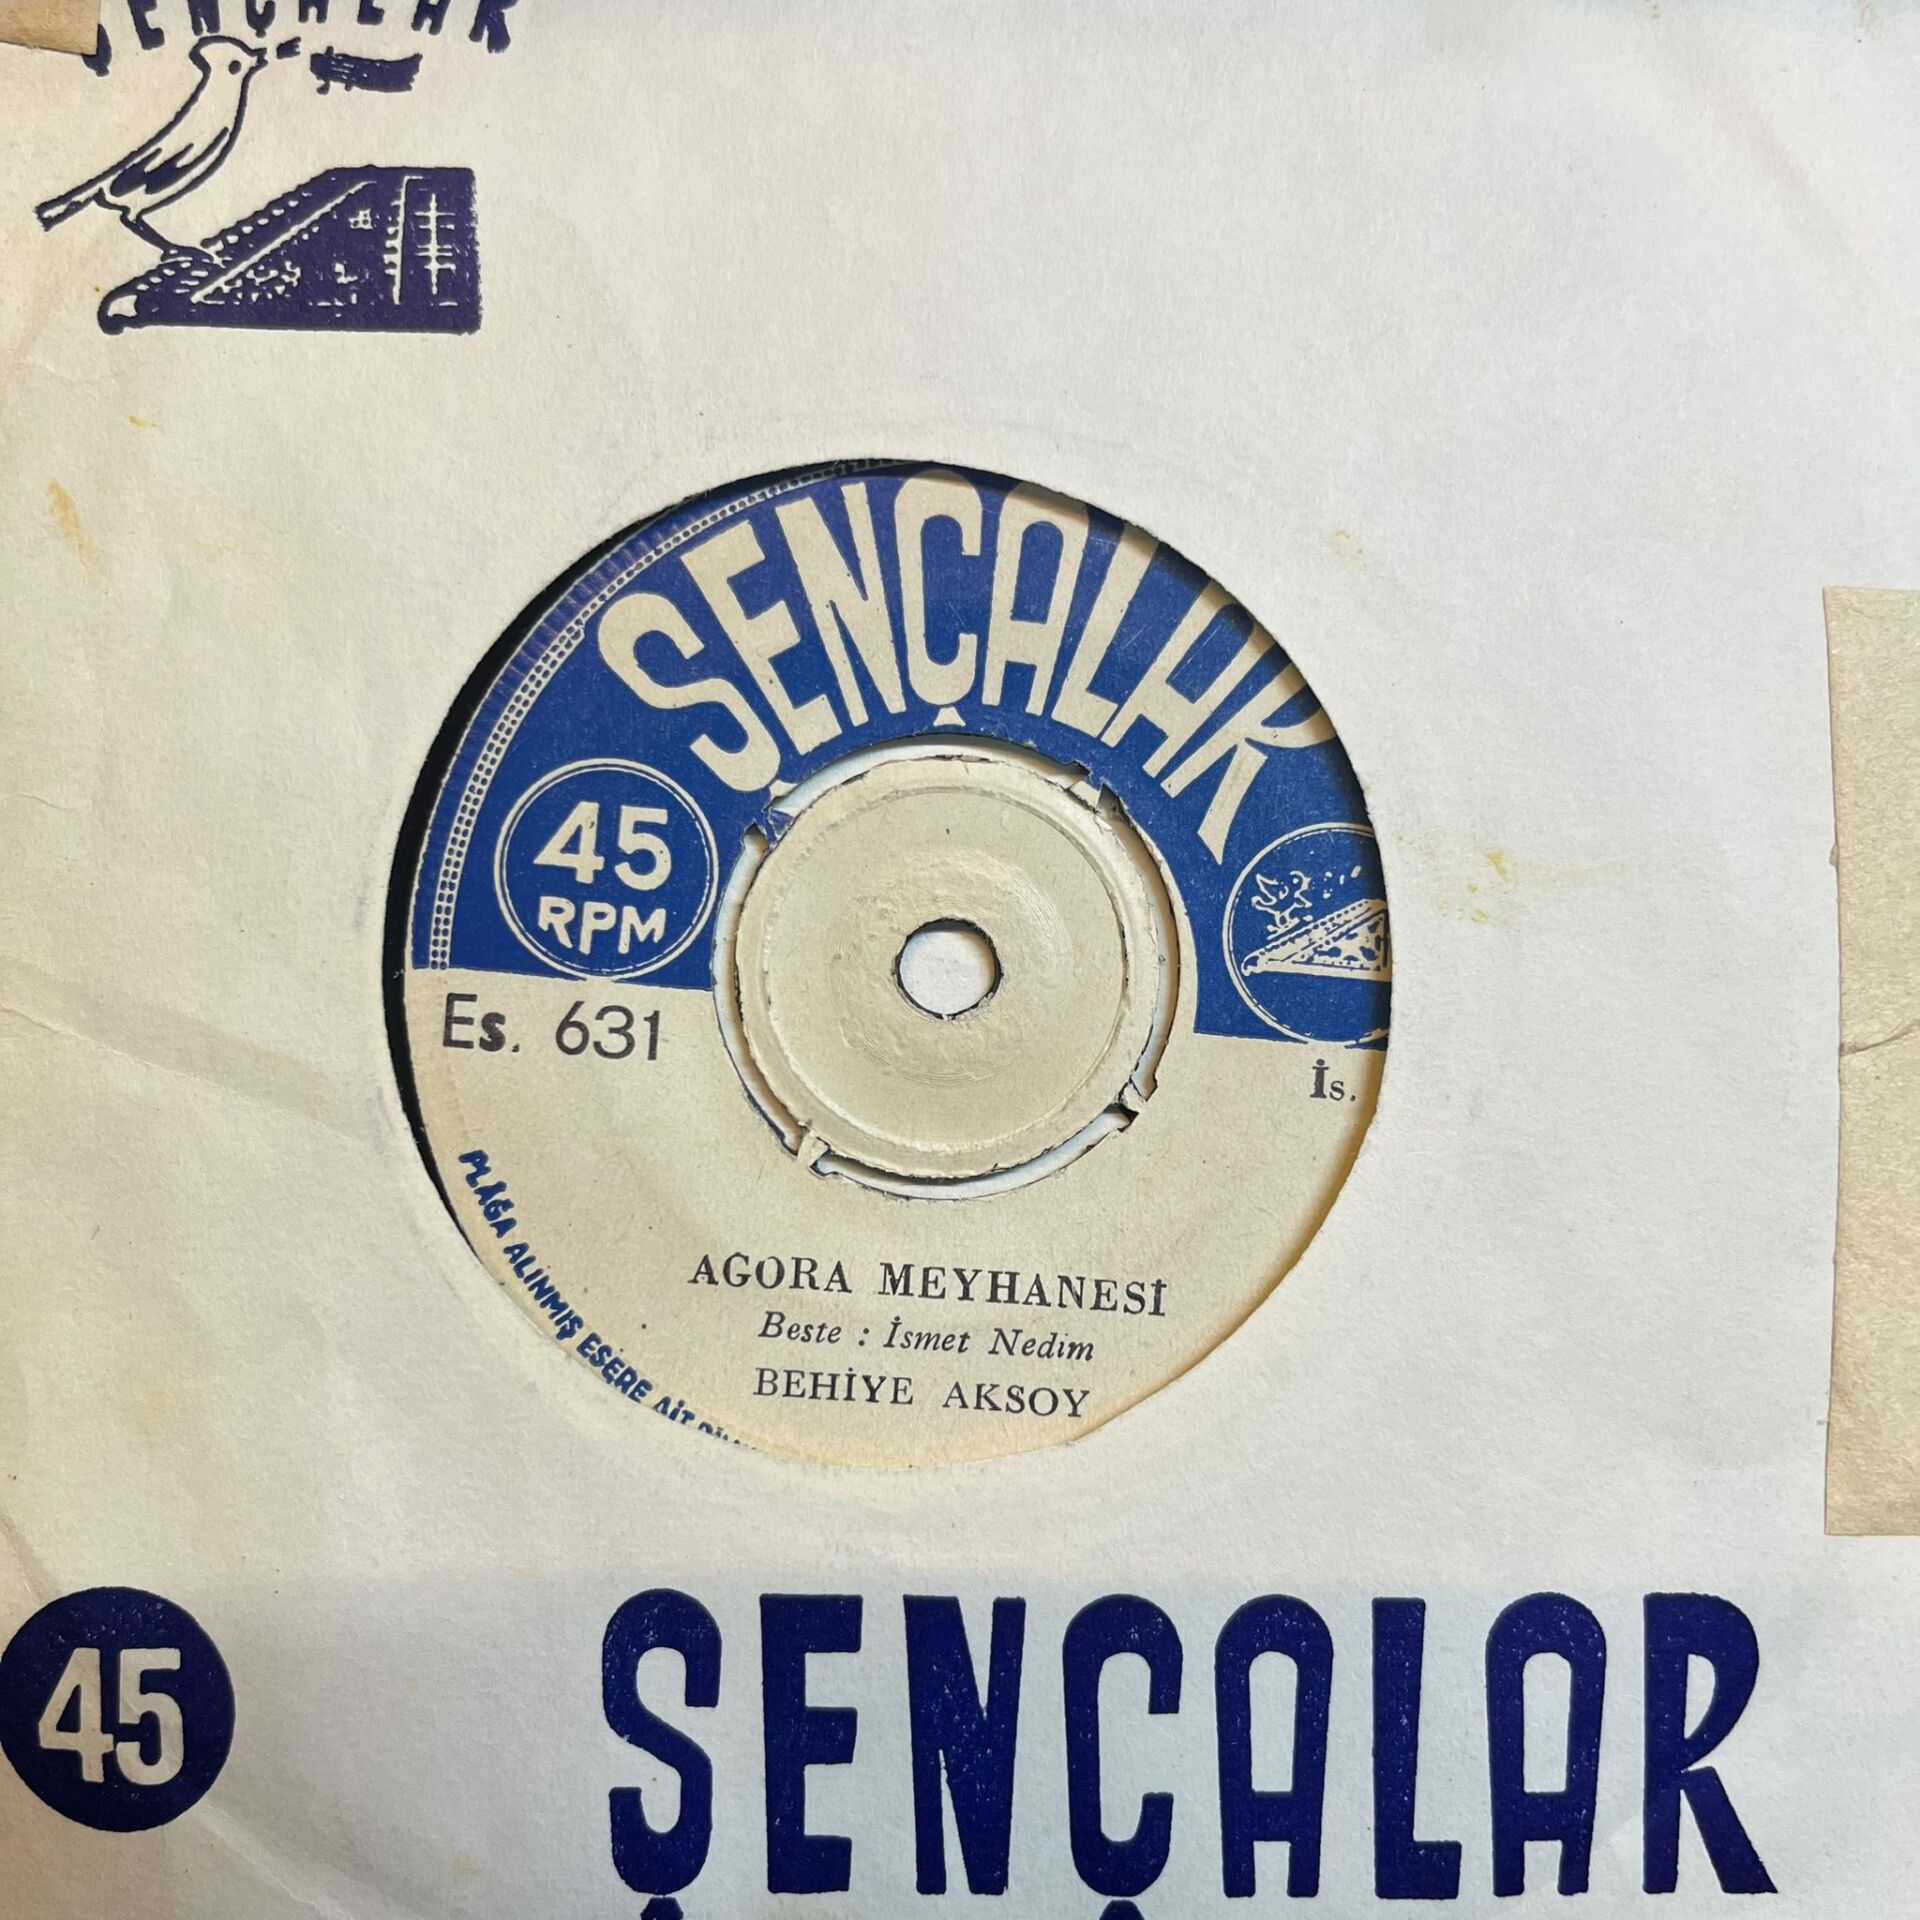 ŞENÇALAR
ŞENÇALAR
45
RPM
Es. 631
İs.
PLÂĞA ALINMIŞ ESERE AİT
AGORA MEYHANESİ
Beste : İsmet Nedim
BEHİYE AKSOY
45
ŞENÇALAR